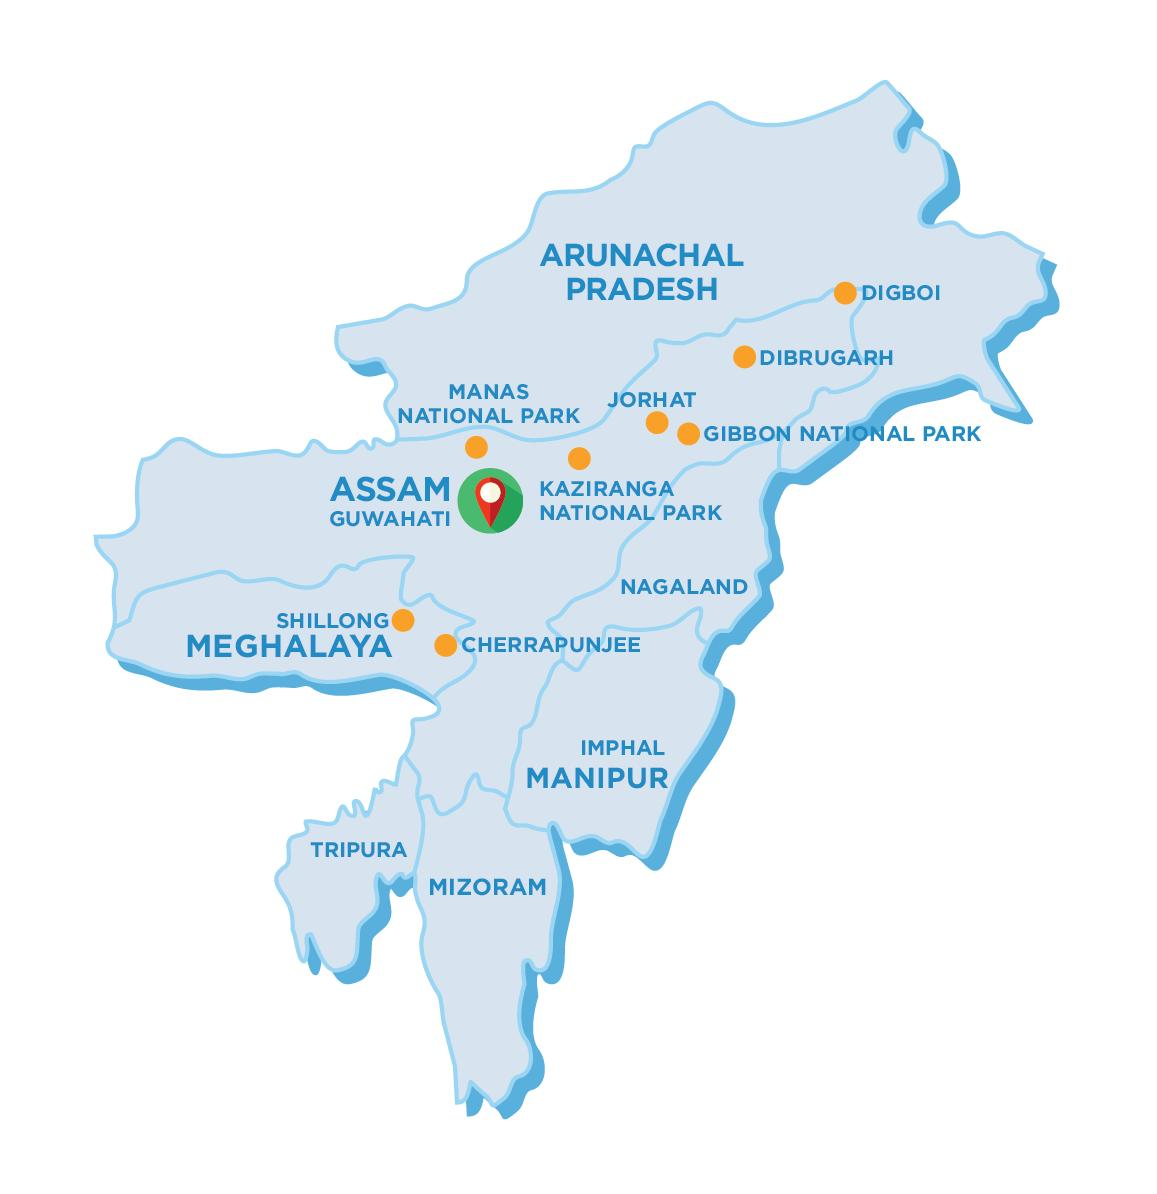 ARUNACHAL
PRADESH
DIGBOI
DIBRUGARH
MANAS
NATIONAL PARK
JORHAT
GIBBON NATIONAL PARK
ASSAM
GUWAHATI
KAZIRANGA
NATIONAL PARK
NAGALAND
SHILLONG
MEGHALAYA
CHERRAPUNJEE
IMPHAL
MANIPUR
TRIPURA
MIZORAM